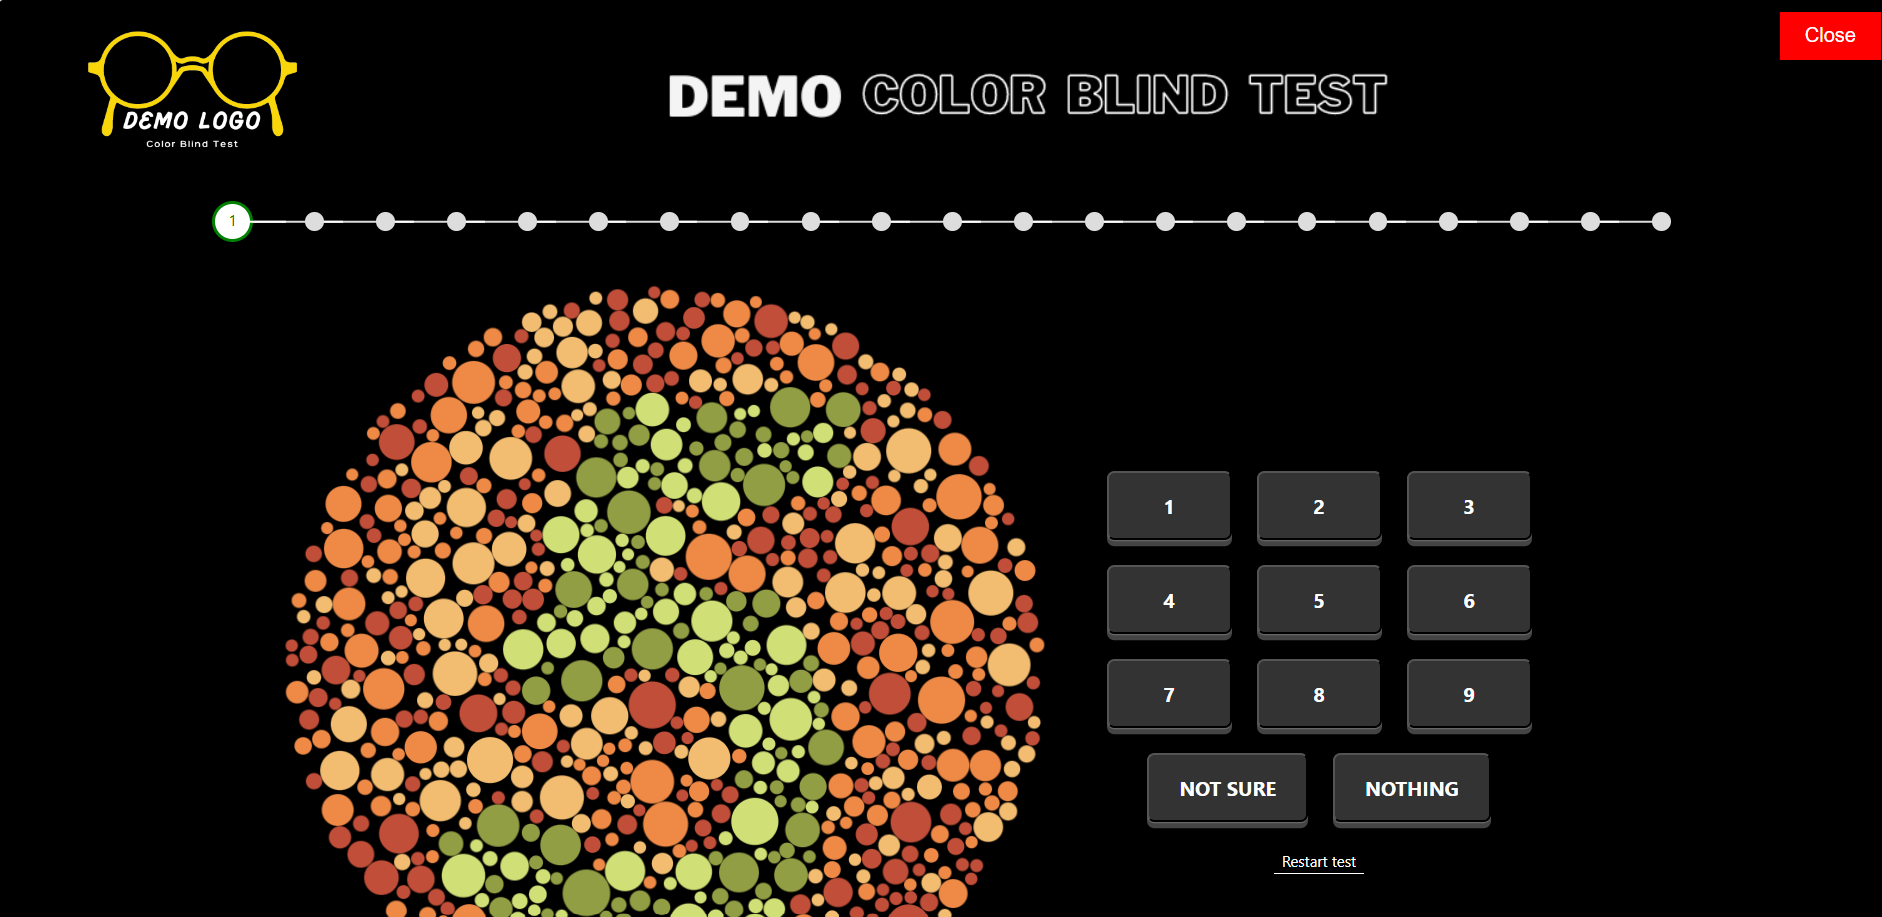 Close
DEMO COLOR BLIND TEST
DEMO LOGO
Color Blind Test
1
1 2 3
4 5 6
7 8 9
NOT SURE NOTHING
Restart test